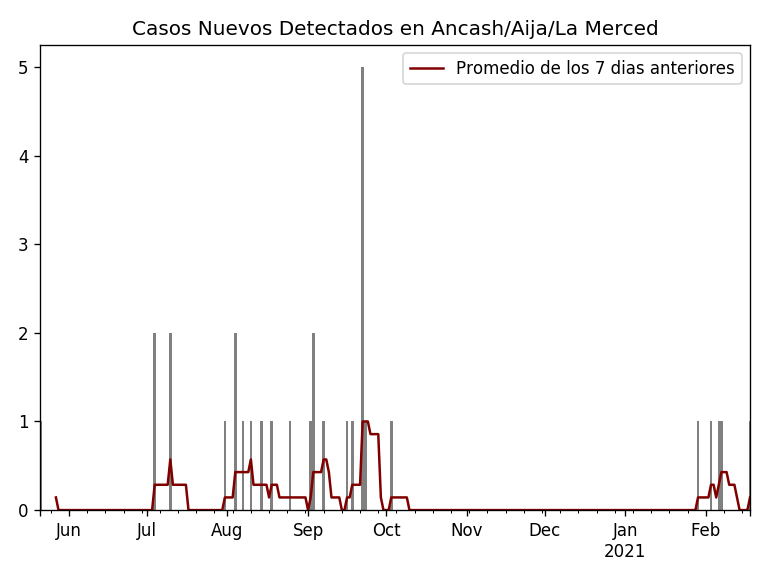 Casos Nuevos Detectados en Ancash/Aija/La Merced
Promedio de los 7 dias anteriores
5
4
3
2
1
0
Jun Jul Aug Sep Oct Nov Dec Jan Feb
2021